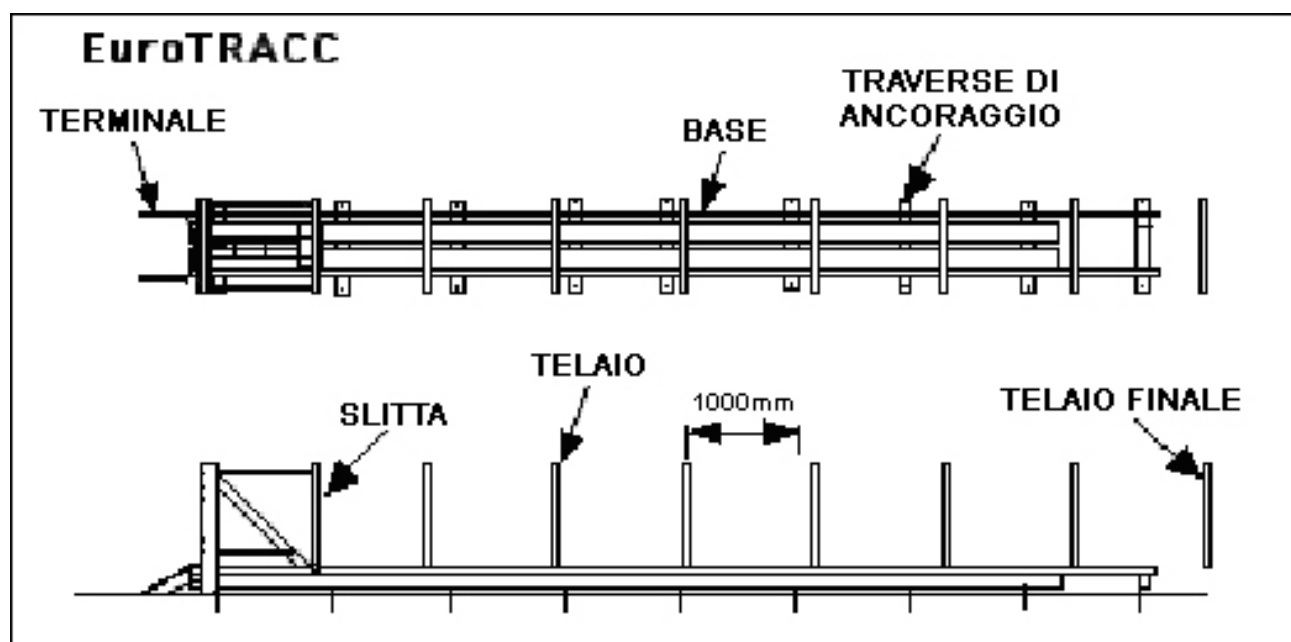 EuroTRACC
TRAVERSE DI
ANCORAGGIO
TERMINALE
BASE
TELAIO
1000mm
TELAIO FINALE
SLITTA